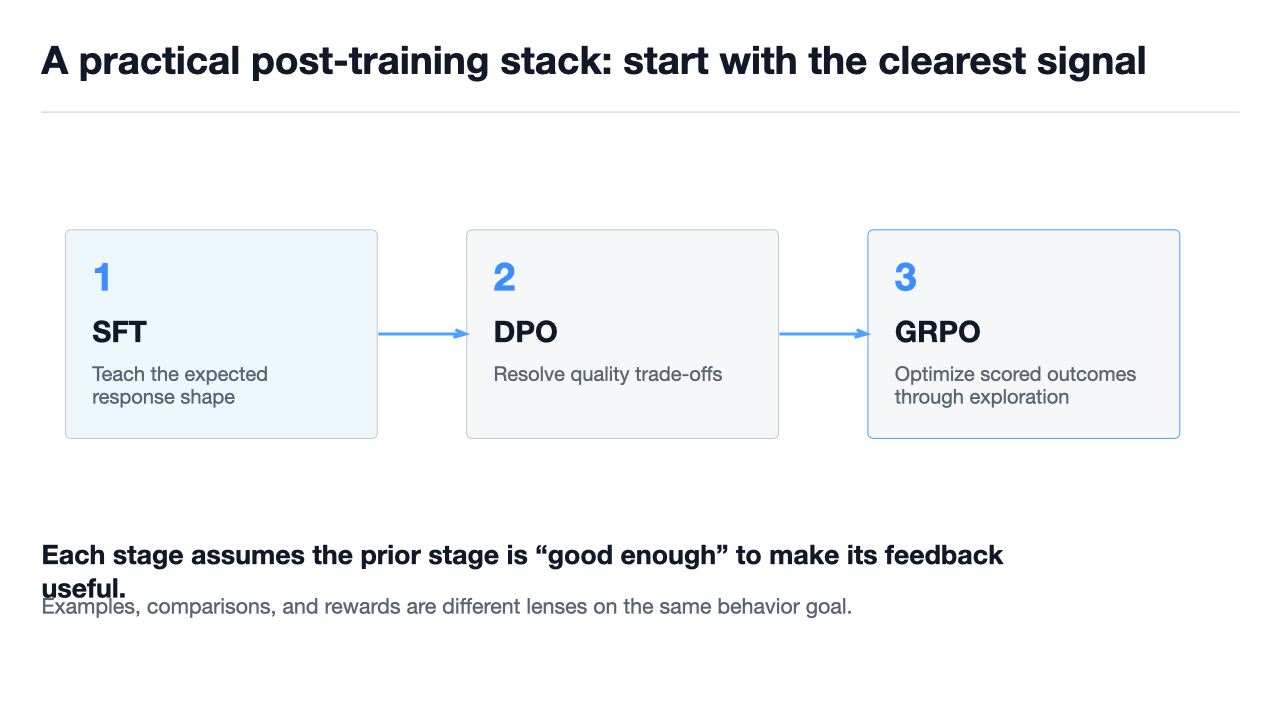 A practical post-training stack: start with the clearest signal
1
SFT
Teach the expected
response shape
2
DPO
Resolve quality trade-offs
3
GRPO
Optimize scored outcomes
through exploration
Each stage assumes the prior stage is “good enough” to make its feedback
useful.
Examples, comparisons, and rewards are different lenses on the same behavior goal.